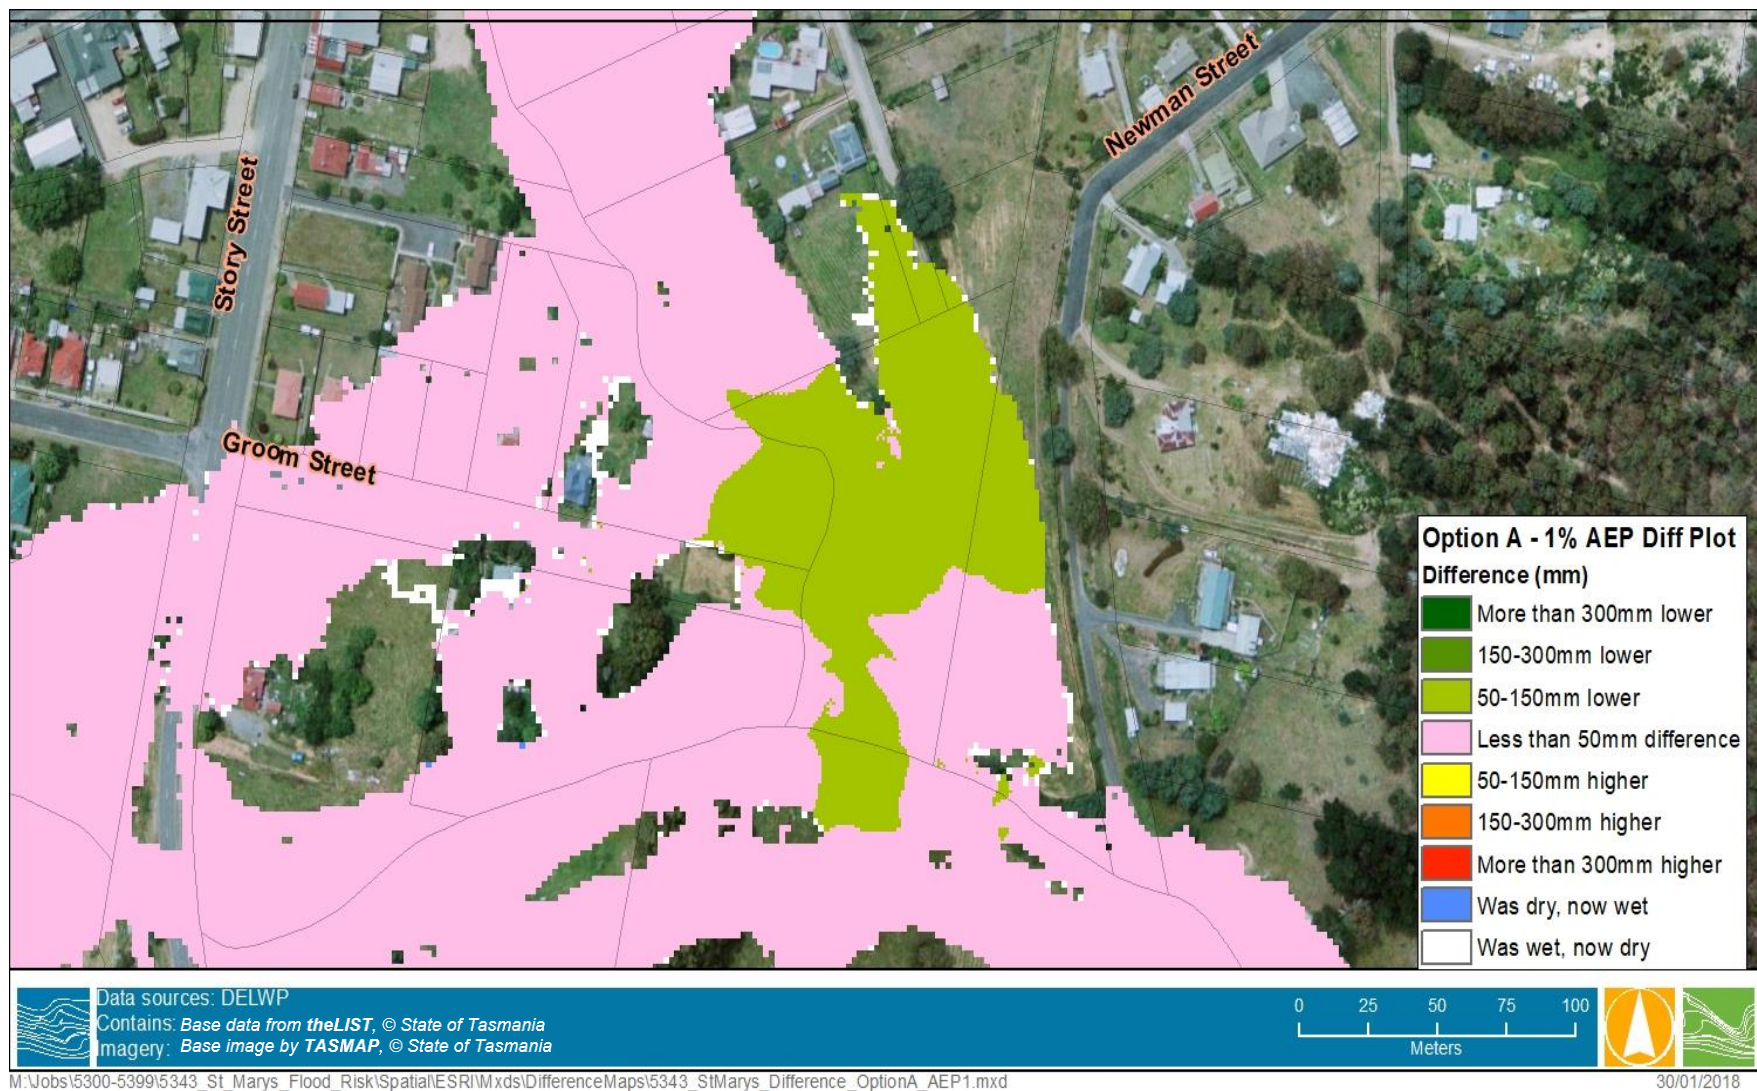 Newman Street
Story Street
Groom Street
Option A - 1% AEP Diff Plot
Difference (mm)
More than 300mm lower
150-300mm lower
50-150mm lower
Less than 50mm difference
50-150mm higher
150-300mm higher
More than 300mm higher
Was dry, now wet
Was wet, now dry
Data sources: DELWP
Contains: Base data from theLIST, © State of Tasmania
Imagery: Base image by TASMAP, © State of Tasmania
0 25 50 75 100
Meters
M:\Jobs\5300-5399\5343_St_Marys_Flood_Risk\Spatial\ESRI\Mxds\DifferenceMaps\5343_StMarys_Difference_OptionA_AEP1.mxd
30/01/2018